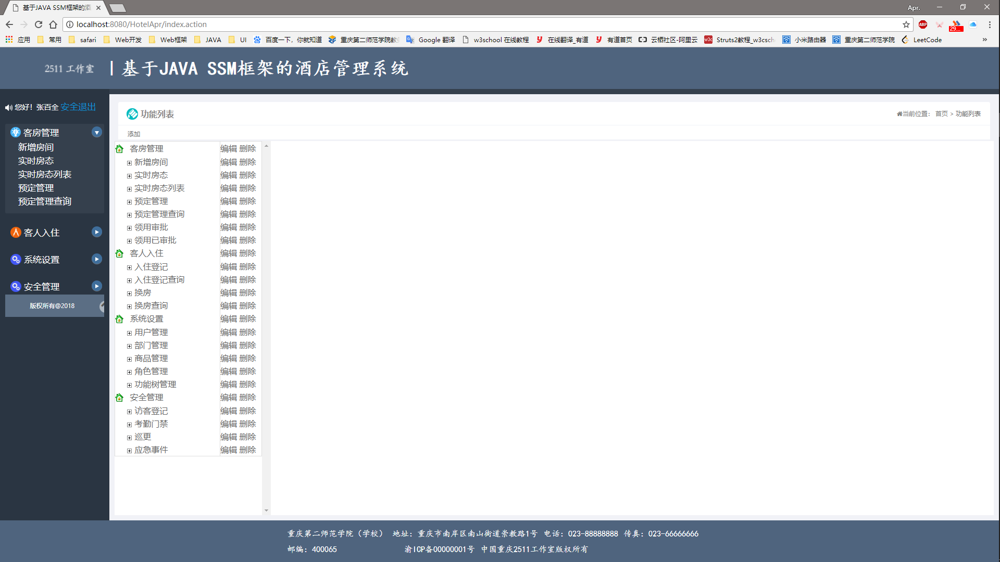 基于JAVA SSM框架的酒
Apr.
localhost:8080/HotelApr/index.action
ABP
29...
应用 常用 safari Web开发 Web框架 JAVA UI 百度一下，你就知道 重庆第二师范学院教务 Google 翻译 w3school 在线教程 在线翻译_有道 有道首页 云栖社区-阿里云 Struts2教程_w3csch 小米路由器 重庆第二师范学院 LeetCode »
2511 工作室 | 基于JAVA SSM框架的酒店管理系统
您好！张百全 安全退出
客房管理
新增房间
实时房态
实时房态列表
预定管理
预定管理查询
客人入住
系统设置
安全管理
版权所有@2018
功能列表
当前位置： 首页 > 功能列表
添加
客房管理 编辑 删除
新增房间 编辑 删除
实时房态 编辑 删除
实时房态列表 编辑 删除
预定管理 编辑 删除
预定管理查询 编辑 删除
领用审批 编辑 删除
领用已审批 编辑 删除
客人入住 编辑 删除
入住登记 编辑 删除
入住登记查询 编辑 删除
换房 编辑 删除
换房查询 编辑 删除
系统设置 编辑 删除
用户管理 编辑 删除
部门管理 编辑 删除
商品管理 编辑 删除
角色管理 编辑 删除
功能树管理 编辑 删除
安全管理 编辑 删除
访客登记 编辑 删除
考勤门禁 编辑 删除
巡更 编辑 删除
应急事件 编辑 删除
重庆第二师范学院（学校） 地址：重庆市南岸区南山街道崇教路1号 电话：023-88888888 传真：023-66666666
邮编：400065 渝ICP备00000001号 中国重庆2511工作室版权所有